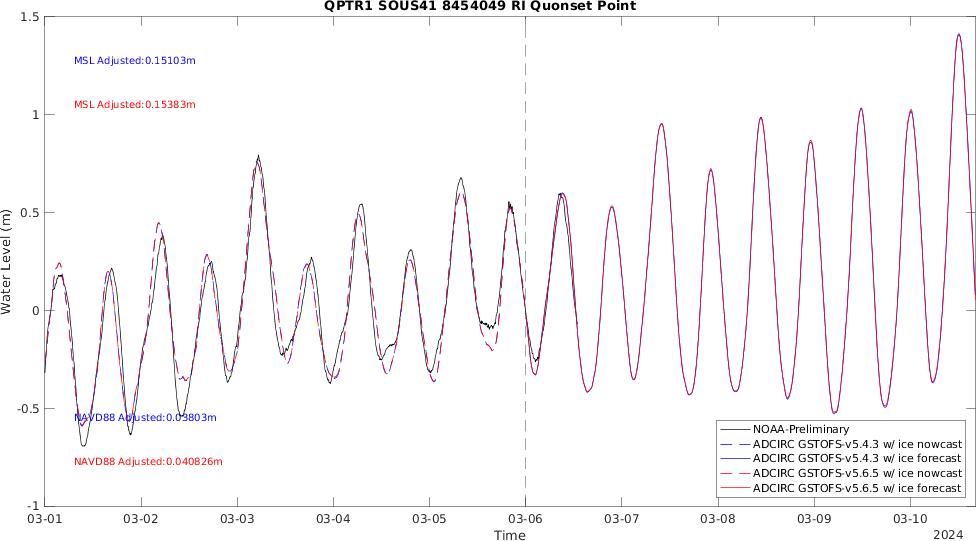 QPTR1 SOUS41 8454049 RI Quonset Point
1.5
1
0.5
0
-0.5
-1
Water Level (m)
MSL Adjusted:0.15103m
MSL Adjusted:0.15383m
NAVD88 Adjusted:0.03803m
NAVD88 Adjusted:0.040826m
NOAA-Preliminary
ADCIRC GSTOFS-v5.4.3 w/ ice nowcast
ADCIRC GSTOFS-v5.4.3 w/ ice forecast
ADCIRC GSTOFS-v5.6.5 w/ ice nowcast
ADCIRC GSTOFS-v5.6.5 w/ ice forecast
03-01 03-02 03-03 03-04 03-05 03-06 03-07 03-08 03-09 03-10
Time
2024